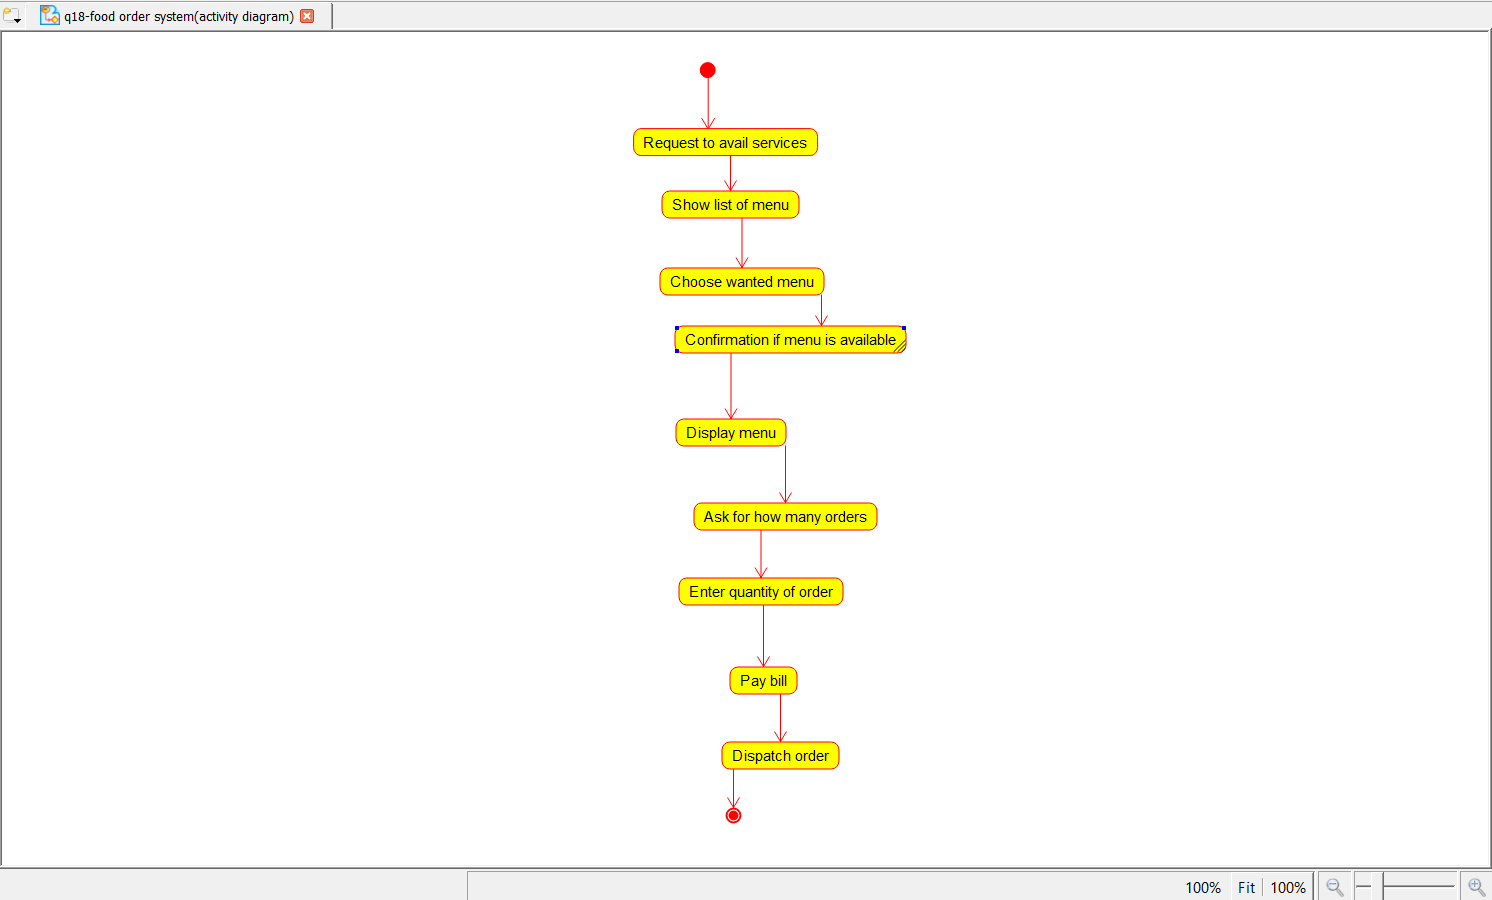 q18-food order system(activity diagram)
Request to avail services
Show list of menu
Choose wanted menu
Confirmation if menu is available
Display menu
Ask for how many orders
Enter quantity of order
Pay bill
Dispatch order
100% Fit 100%